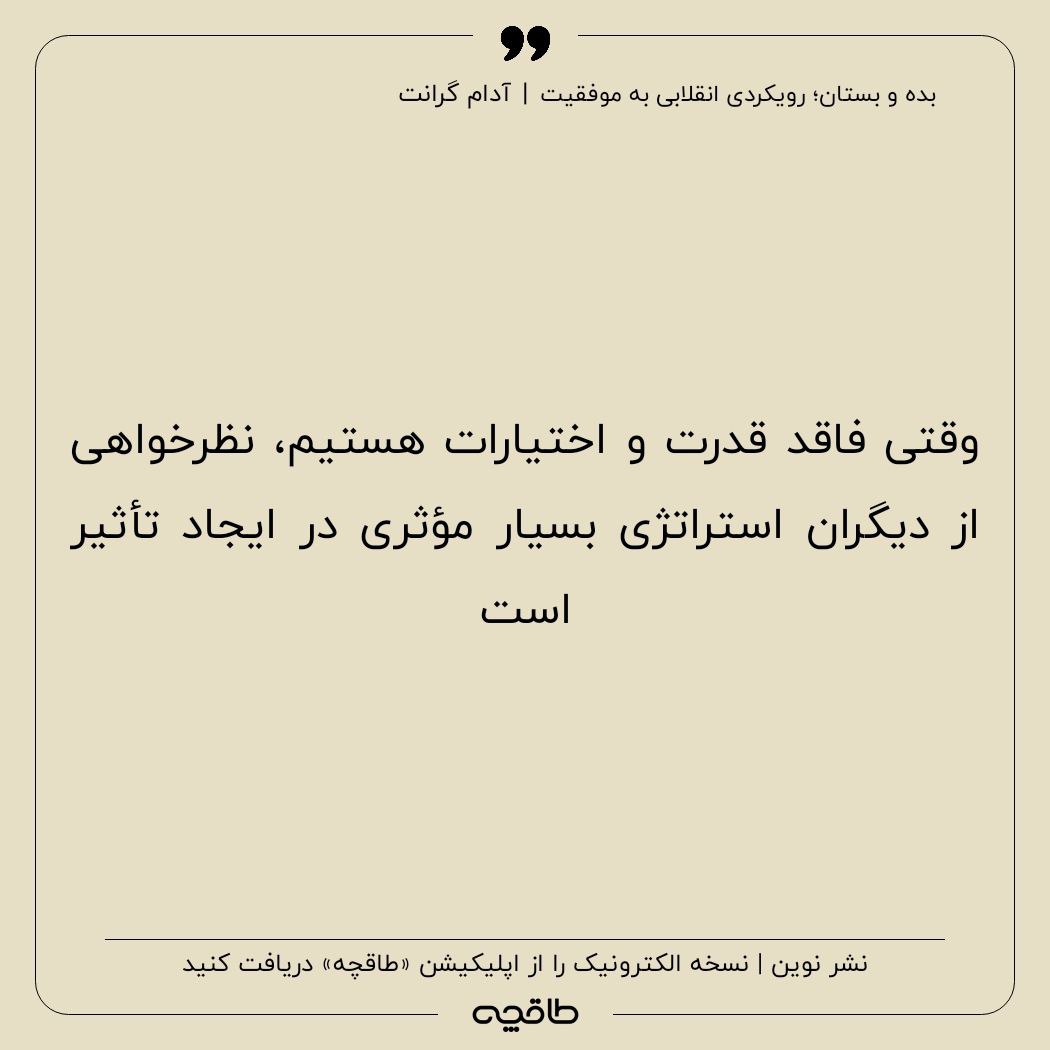 بده و بستان؛ رویکردی انقلابی به موفقیت | آدام گرانت
وقتی فاقد قدرت و اختیارات هستیم، نظرخواهی
از دیگران استراتژی بسیار مؤثری در ایجاد تأثیر
است
نشر نوین | نسخه الکترونیک را از اپلیکیشن «طاقچه» دریافت کنید
طاقچه